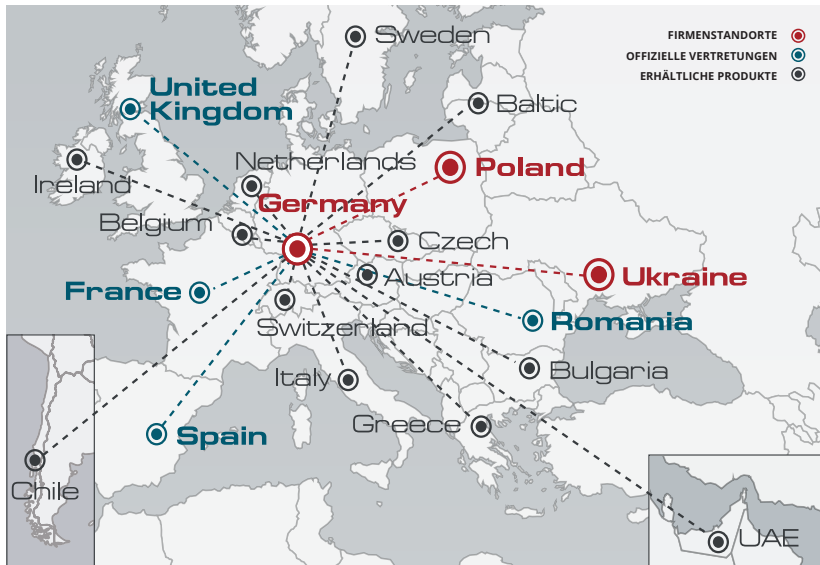 Sweden
FIRMENSTANDORTE
OFFIZIELLE VERTRETUNGEN
ERHÄLTLICHE PRODUKTE
United
Kingdom
Baltic
Netherlands
Poland
Ireland
Germany
Belgium
Czech
Austria
Ukraine
France
Switzerland
Romania
Italy
Bulgaria
Greece
Spain
Chile
UAE